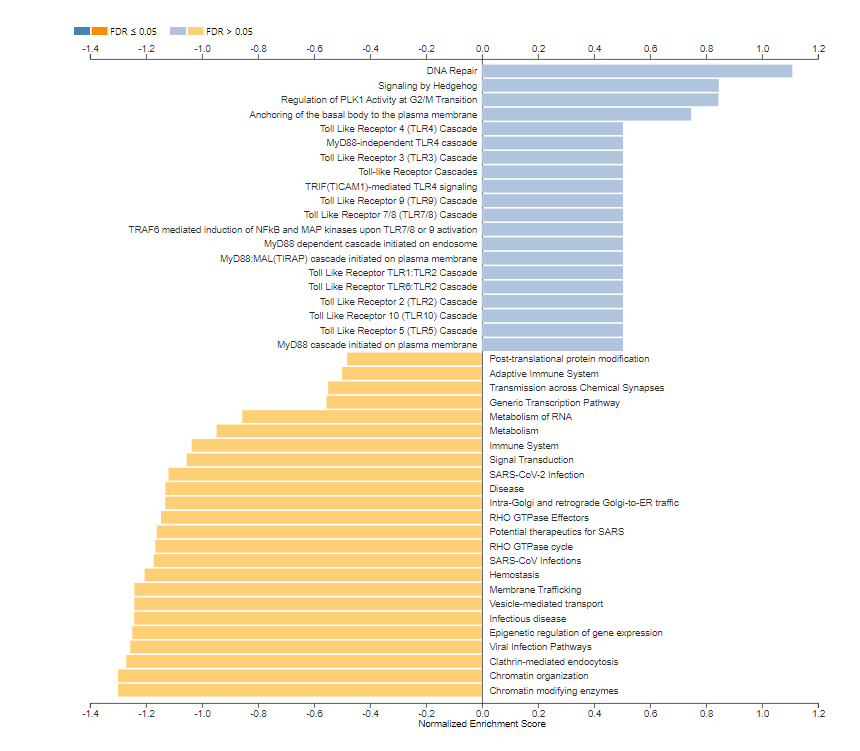 FDR ≤ 0.05 FDR > 0.05
-1.4 -1.2 -1.0 -0.8 -0.6 -0.4 -0.2 0.0 0.2 0.4 0.6 0.8 1.0 1.2
DNA Repair
Signaling by Hedgehog
Regulation of PLK1 Activity at G2/M Transition
Anchoring of the basal body to the plasma membrane
Toll Like Receptor 4 (TLR4) Cascade
MyD88-independent TLR4 cascade
Toll Like Receptor 3 (TLR3) Cascade
Toll-like Receptor Cascades
TRIF(TICAM1)-mediated TLR4 signaling
Toll Like Receptor 9 (TLR9) Cascade
Toll Like Receptor 7/8 (TLR7/8) Cascade
TRAF6 mediated induction of NFkB and MAP kinases upon TLR7/8 or 9 activation
MyD88 dependent cascade initiated on endosome
MyD88:MAL(TIRAP) cascade initiated on plasma membrane
Toll Like Receptor TLR1:TLR2 Cascade
Toll Like Receptor TLR6:TLR2 Cascade
Toll Like Receptor 2 (TLR2) Cascade
Toll Like Receptor 10 (TLR10) Cascade
Toll Like Receptor 5 (TLR5) Cascade
MyD88 cascade initiated on plasma membrane
Post-translational protein modification
Adaptive Immune System
Transmission across Chemical Synapses
Generic Transcription Pathway
Metabolism of RNA
Metabolism
Immune System
Signal Transduction
SARS-CoV-2 Infection
Disease
Intra-Golgi and retrograde Golgi-to-ER traffic
RHO GTPase Effectors
Potential therapeutics for SARS
RHO GTPase cycle
SARS-CoV Infections
Hemostasis
Membrane Trafficking
Vesicle-mediated transport
Infectious disease
Epigenetic regulation of gene expression
Viral Infection Pathways
Clathrin-mediated endocytosis
Chromatin organization
Chromatin modifying enzymes
-1.4 -1.2 -1.0 -0.8 -0.6 -0.4 -0.2 0.0 0.2 0.4 0.6 0.8 1.0 1.2
Normalized Enrichment Score